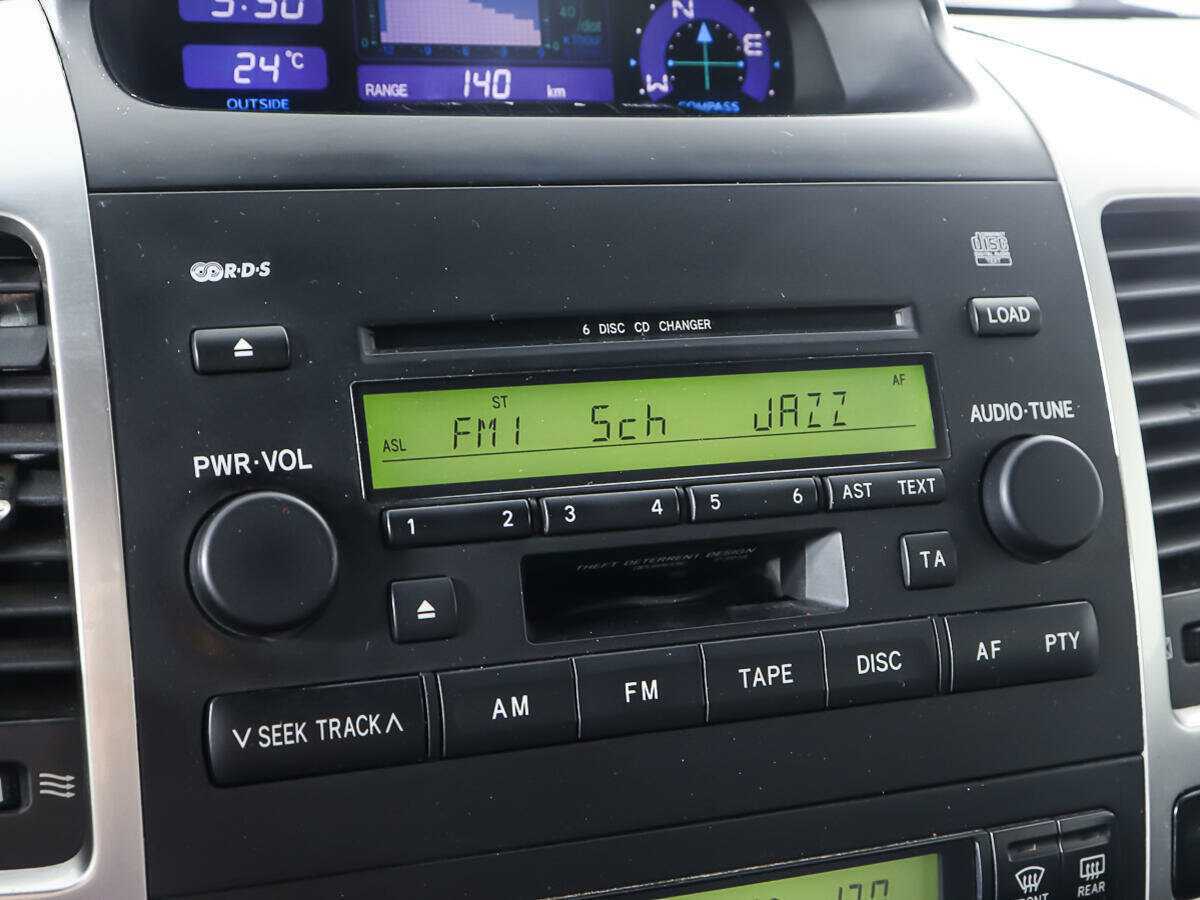 5:50
24°C
OUTSIDE
40
RANGE 140 km
N
E
W
COMPASS
R·D·S
disc
6 DISC CD CHANGER
LOAD
ST
AF
ASL FM1 Sch JAZZ
PWR·VOL
AUDIO·TUNE
1 2 3 4 5 6 AST TEXT
THEFT DETERRENT DESIGN
TA
∨ SEEK TRACK ∧ AM FM TAPE DISC AF PTY
FRONT
REAR